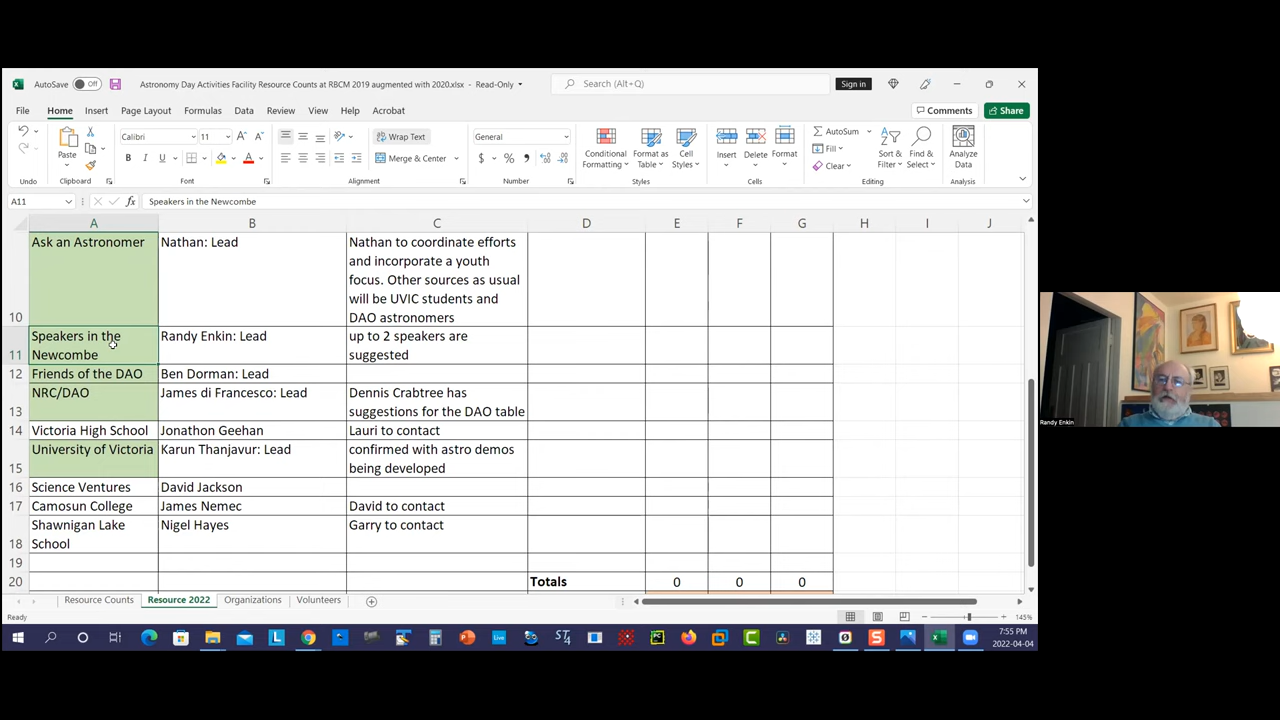 AutoSave Off
Astronomy Day Activities Facility Resource Counts at RBCM 2019 augmented with 2020.xlsx - Read-Only
Search (Alt+Q)
Sign in
File Home Insert Page Layout Formulas Data Review View Help Acrobat
Comments Share
Calibri 11
Wrap Text
General
AutoSum
Paste
Merge & Center
Conditional Formatting
Format as Table
Cell Styles
Insert Delete Format
Fill
Clear
Sort & Filter
Find & Select
Analyze Data
Undo Clipboard Font Alignment Number Styles Cells Editing Analysis
A11 fx Speakers in the Newcombe
A B C D E F G H I J
Ask an Astronomer Nathan: Lead Nathan to coordinate efforts
and incorporate a youth
focus. Other sources as usual
will be UVIC students and
10 DAO astronomers
Speakers in the Randy Enkin: Lead up to 2 speakers are
11 Newcombe suggested
12 Friends of the DAO Ben Dorman: Lead
NRC/DAO James di Francesco: Lead Dennis Crabtree has
13 suggestions for the DAO table
14 Victoria High School Jonathon Geehan Lauri to contact
University of Victoria Karun Thanjavur: Lead confirmed with astro demos
15 being developed
16 Science Ventures David Jackson
17 Camosun College James Nemec David to contact
Shawnigan Lake Nigel Hayes Garry to contact
18 School
19
20 Totals 0 0 0
Resource Counts Resource 2022 Organizations Volunteers
Ready
145%
7:55 PM
2022-04-04
Randy Enkin